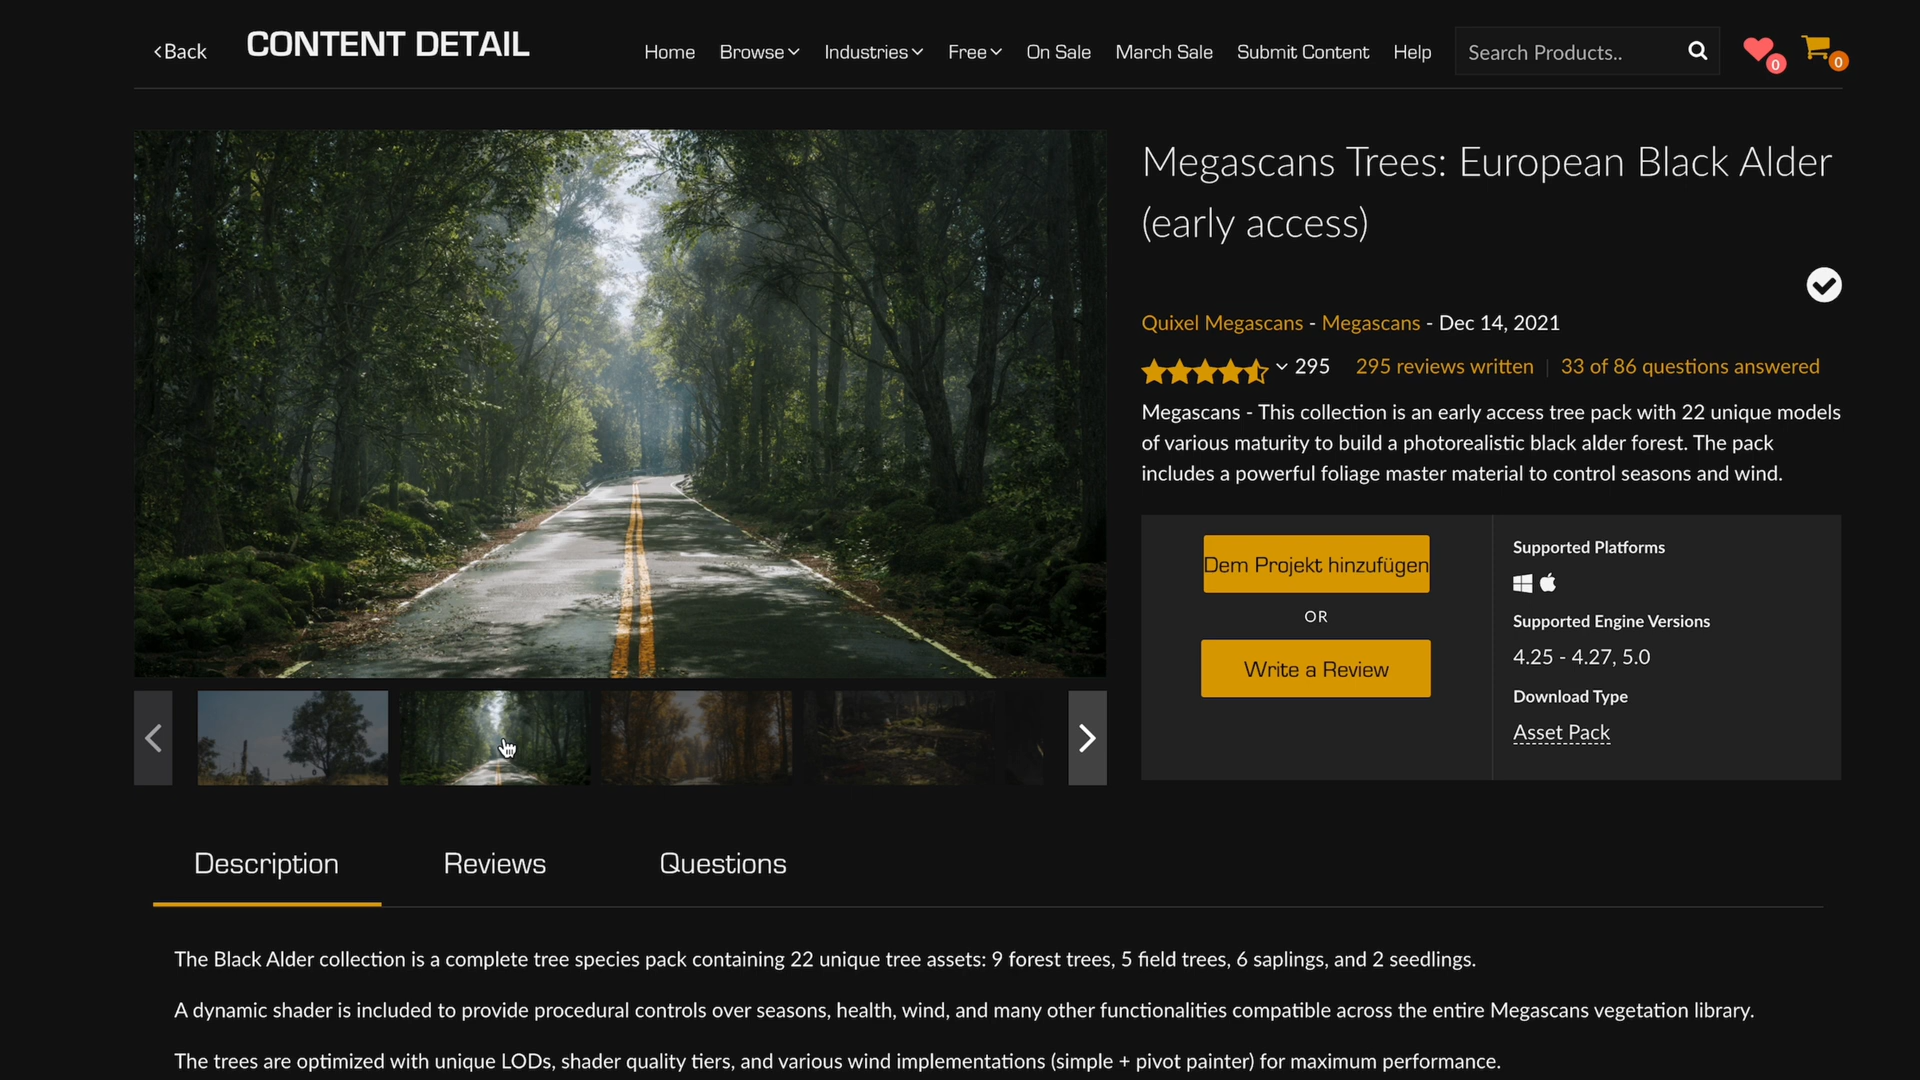 Back
CONTENT DETAIL
Home
Browse
Industries
Free
On Sale
March Sale
Submit Content
Help
Search Products..
0
0
Megascans Trees: European Black Alder
(early access)
Quixel Megascans - Megascans - Dec 14, 2021
295
295 reviews written
33 of 86 questions answered
Megascans - This collection is an early access tree pack with 22 unique models
of various maturity to build a photorealistic black alder forest. The pack
includes a powerful foliage master material to control seasons and wind.
Dem Projekt hinzufügen
OR
Write a Review
Supported Platforms
Supported Engine Versions
4.25 - 4.27, 5.0
Download Type
Asset Pack
Description
Reviews
Questions
The Black Alder collection is a complete tree species pack containing 22 unique tree assets: 9 forest trees, 5 field trees, 6 saplings, and 2 seedlings.
A dynamic shader is included to provide procedural controls over seasons, health, wind, and many other functionalities compatible across the entire Megascans vegetation library.
The trees are optimized with unique LODs, shader quality tiers, and various wind implementations (simple + pivot painter) for maximum performance.